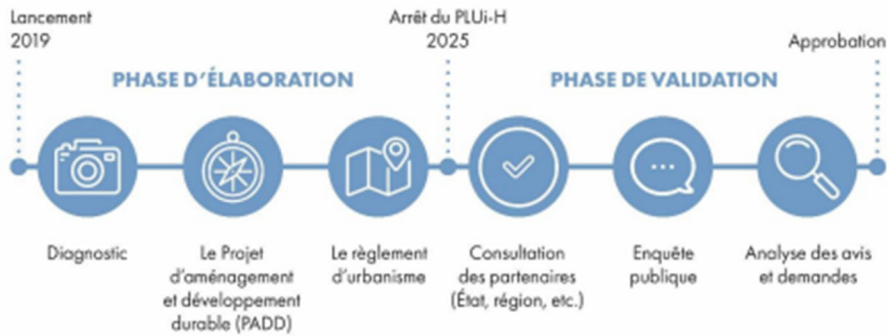 Lancement
2019
Arrêt du PLUi-H
2025
Approbation
PHASE D'ÉLABORATION
PHASE DE VALIDATION
Diagnostic
Le Projet
d'aménagement
et développement
durable (PADD)
Le règlement
d'urbanisme
Consultation
des partenaires
(État, région, etc.)
Enquête
publique
Analyse des avis
et demandes